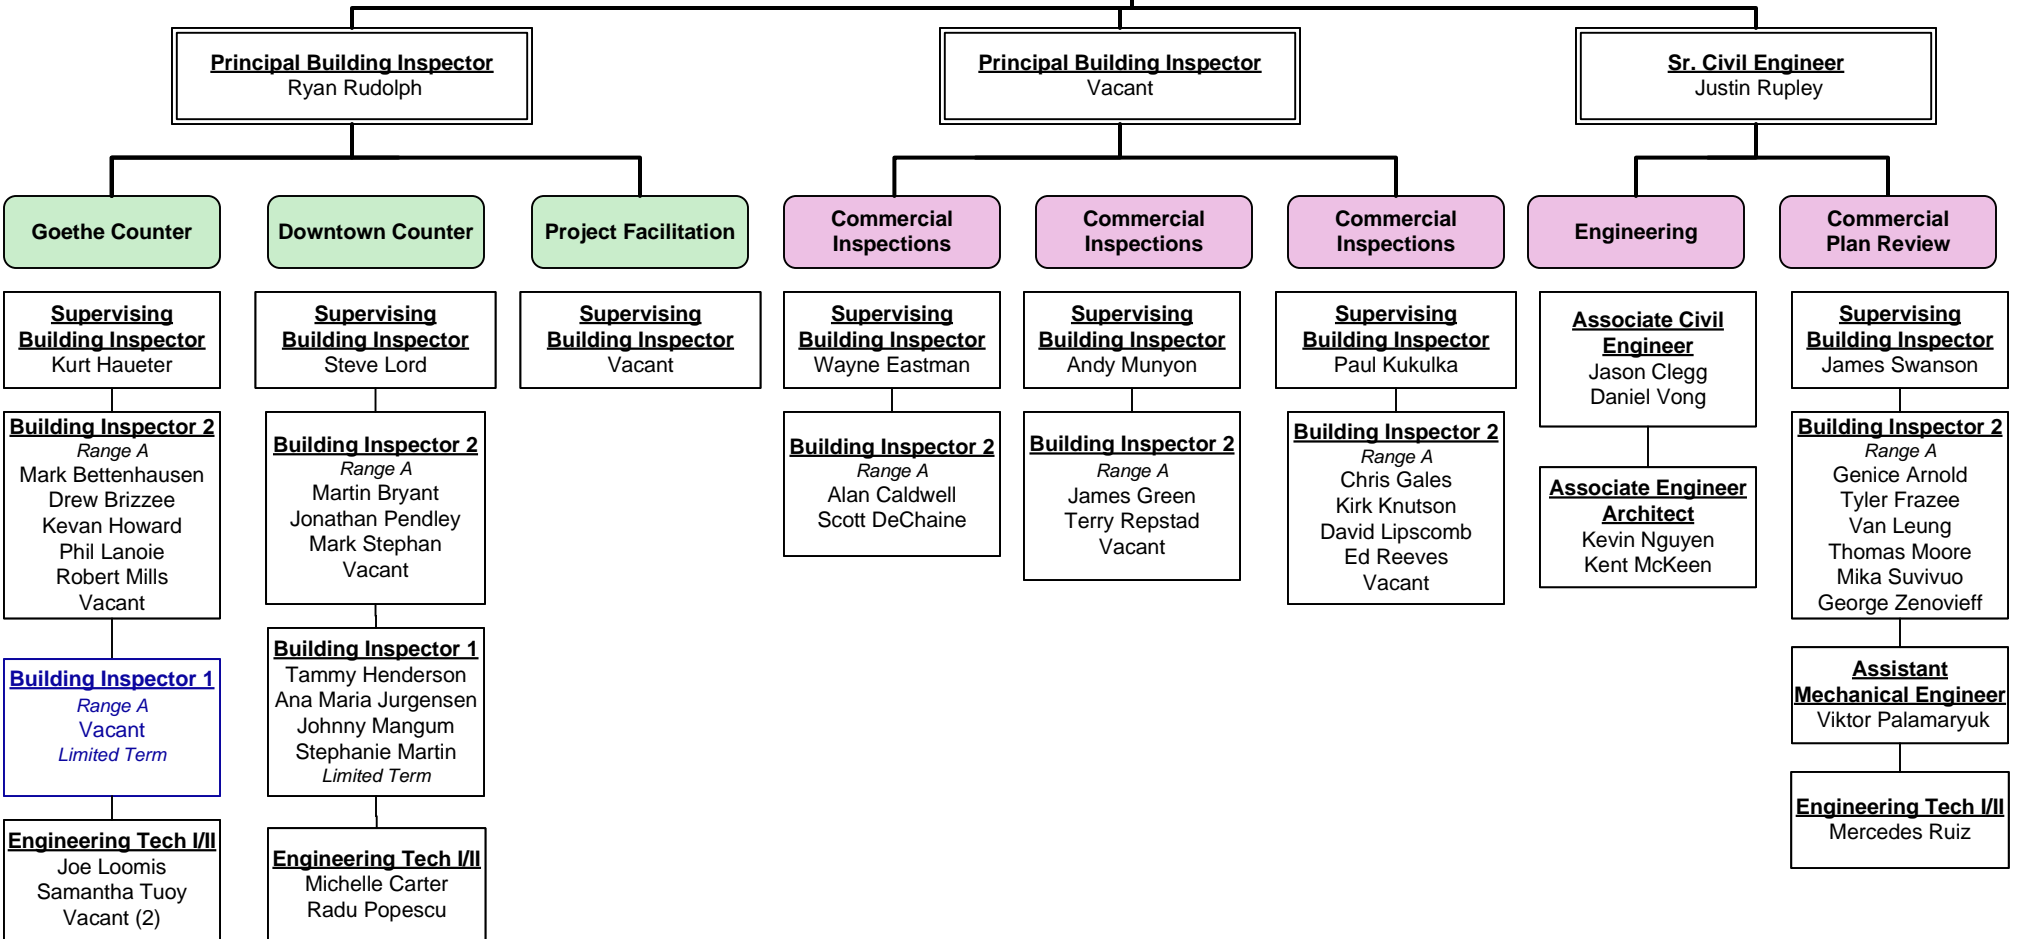 Principal Building Inspector
Ryan Rudolph
Principal Building Inspector
Vacant
Sr. Civil Engineer
Justin Rupley
Goethe Counter
Downtown Counter
Project Facilitation
Commercial
Inspections
Commercial
Inspections
Commercial
Inspections
Engineering
Commercial
Plan Review
Supervising
Building Inspector
Kurt Haueter
Building Inspector 2
Range A
Mark Bettenhausen
Drew Brizzee
Kevan Howard
Phil Lanoie
Robert Mills
Vacant
Building Inspector 1
Range A
Vacant
Limited Term
Engineering Tech I/II
Joe Loomis
Samantha Tuoy
Vacant (2)
Supervising
Building Inspector
Steve Lord
Building Inspector 2
Range A
Martin Bryant
Jonathan Pendley
Mark Stephan
Vacant
Building Inspector 1
Tammy Henderson
Ana Maria Jurgensen
Johnny Mangum
Stephanie Martin
Limited Term
Engineering Tech I/II
Michelle Carter
Radu Popescu
Supervising
Building Inspector
Vacant
Supervising
Building Inspector
Wayne Eastman
Building Inspector 2
Range A
Alan Caldwell
Scott DeChaine
Supervising
Building Inspector
Andy Munyon
Building Inspector 2
Range A
James Green
Terry Repstad
Vacant
Supervising
Building Inspector
Paul Kukulka
Building Inspector 2
Range A
Chris Gales
Kirk Knutson
David Lipscomb
Ed Reeves
Vacant
Associate Civil
Engineer
Jason Clegg
Daniel Vong
Associate Engineer
Architect
Kevin Nguyen
Kent McKeen
Supervising
Building Inspector
James Swanson
Building Inspector 2
Range A
Genice Arnold
Tyler Frazee
Van Leung
Thomas Moore
Mika Suvivuo
George Zenovieff
Assistant
Mechanical Engineer
Viktor Palamaryuk
Engineering Tech I/II
Mercedes Ruiz